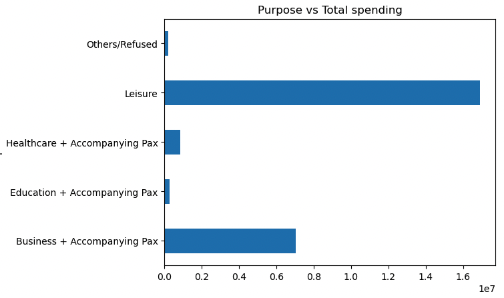 Purpose vs Total spending
Others/Refused
Leisure
Healthcare + Accompanying Pax
Education + Accompanying Pax
Business + Accompanying Pax
0.0 0.2 0.4 0.6 0.8 1.0 1.2 1.4 1.6
1e7